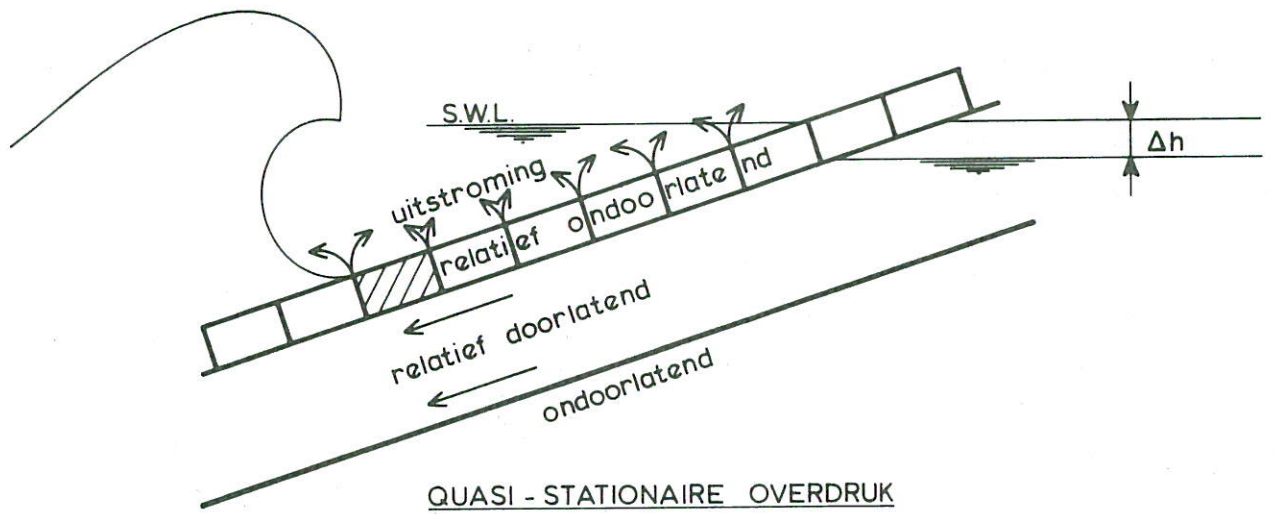 S.W.L.
Δh
uitstroming
relatief ondoorlatend
relatief doorlatend
ondoorlatend
QUASI - STATIONAIRE OVERDRUK